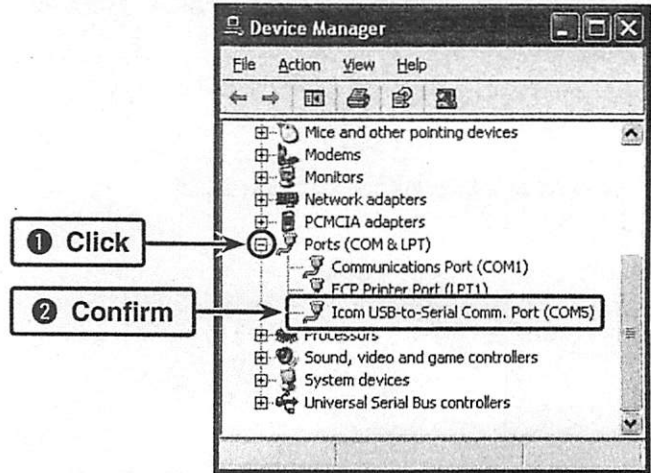 Device Manager
File Action View Help
Mice and other pointing devices
Modems
Monitors
Network adapters
PCMCIA adapters
❶ Click
Ports (COM & LPT)
Communications Port (COM1)
ECP Printer Port (LPT1)
❷ Confirm
Icom USB-to-Serial Comm. Port (COM5)
Processors
Sound, video and game controllers
System devices
Universal Serial Bus controllers